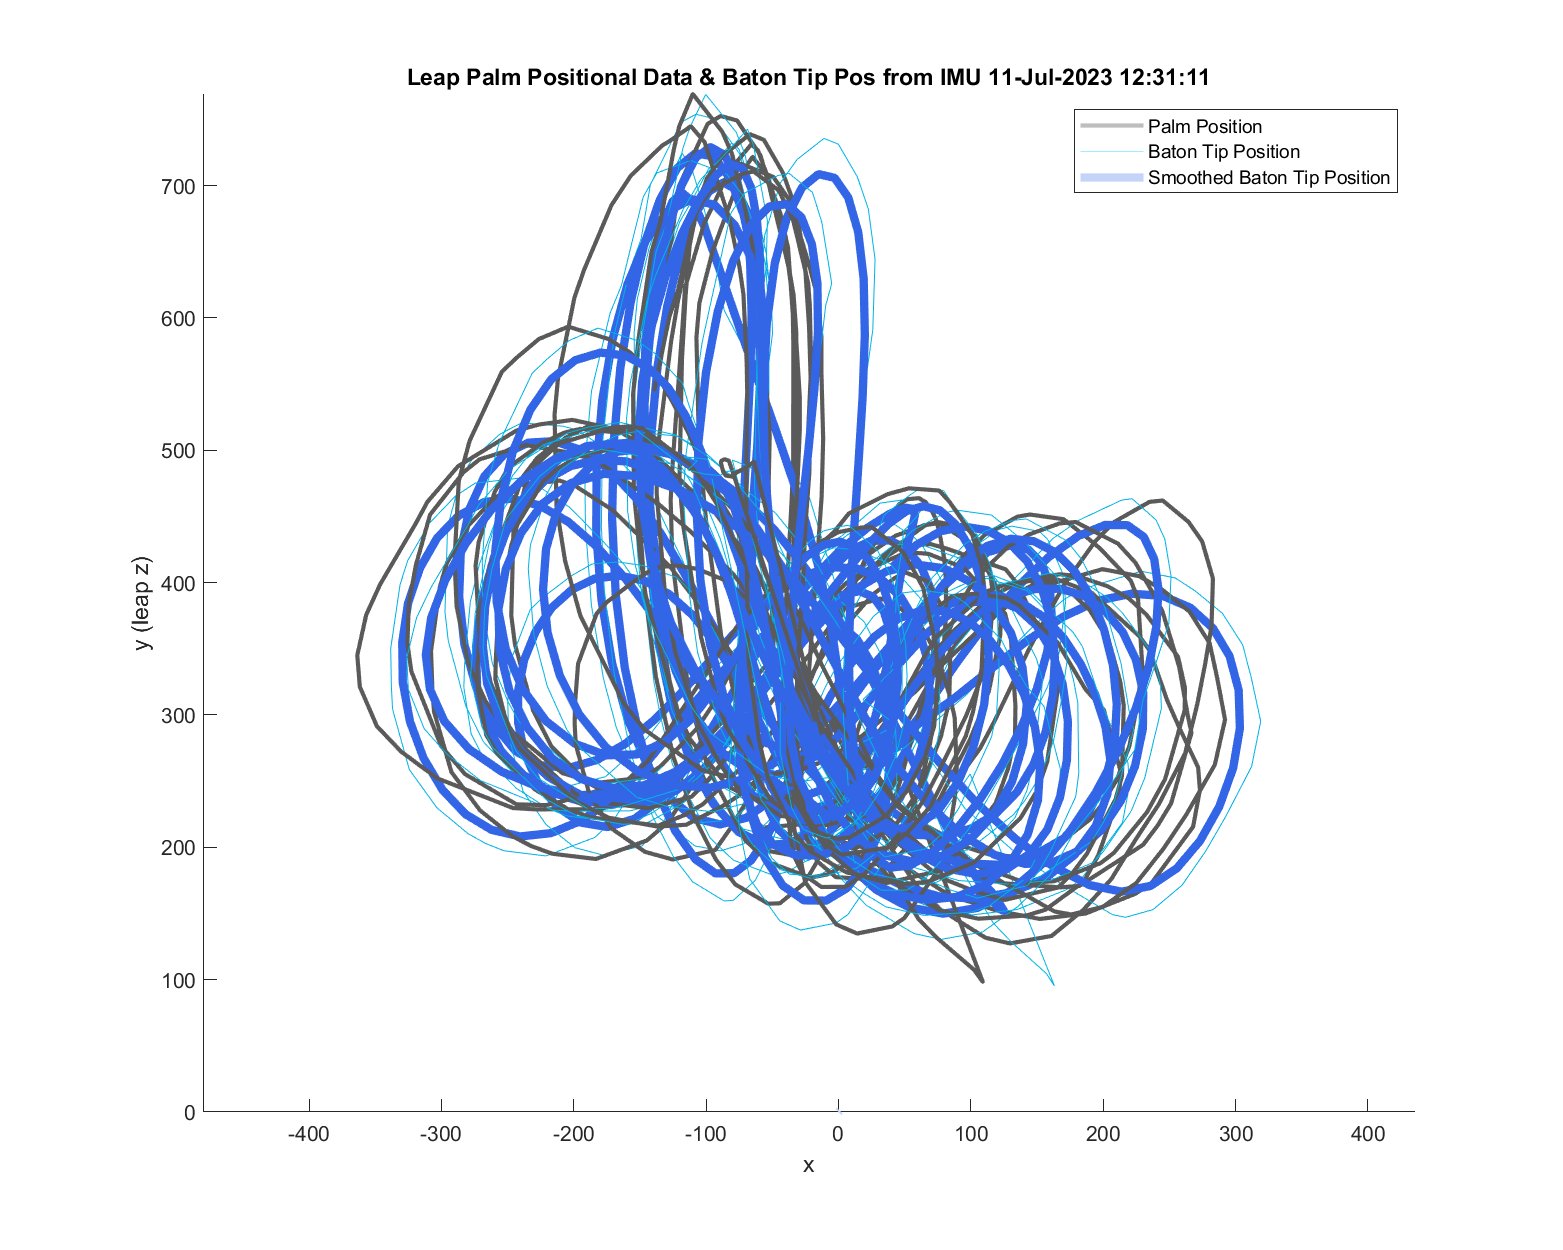 Leap Palm Positional Data & Baton Tip Pos from IMU 11-Jul-2023 12:31:11
Palm Position
Baton Tip Position
Smoothed Baton Tip Position
700
600
500
400
300
200
100
0
y (leap z)
-400 -300 -200 -100 0 100 200 300 400
x